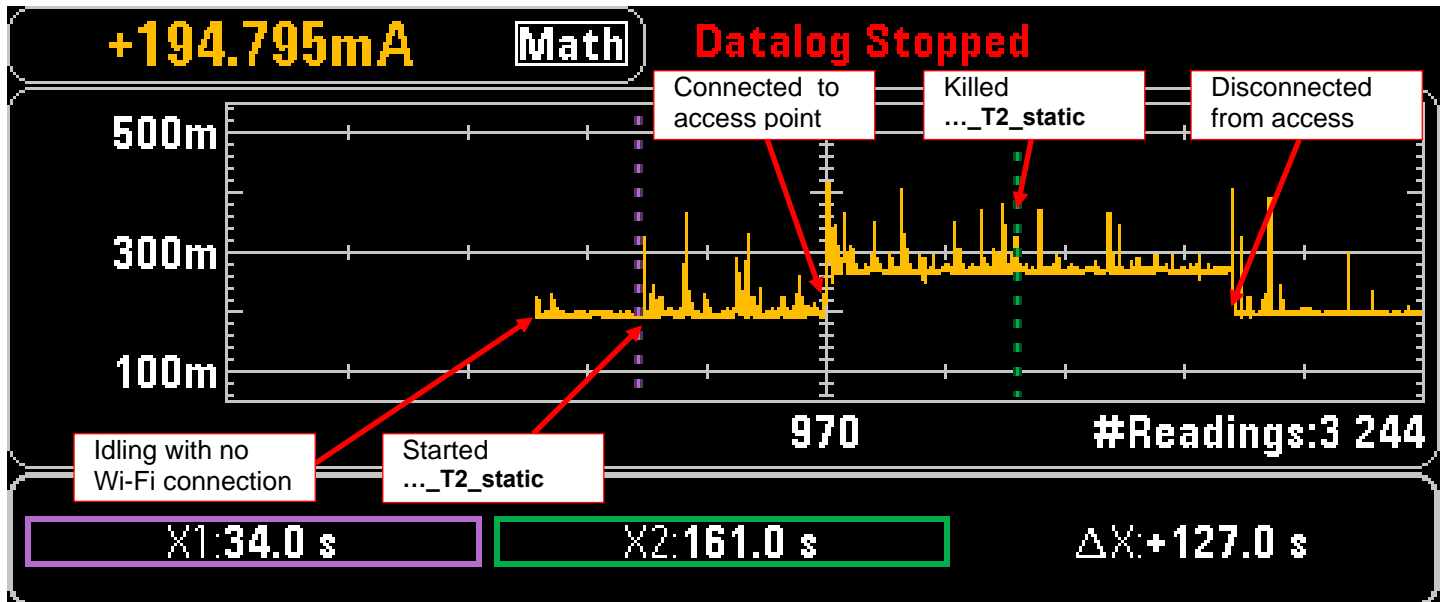 +194.795mA
Math
Datalog Stopped
Connected to
access point
Killed
…_T2_static
Disconnected
from access
500m
300m
100m
970
#Readings:3 244
Idling with no
Wi-Fi connection
Started
…_T2_static
X1:34.0 s
X2:161.0 s
ΔX:+127.0 s